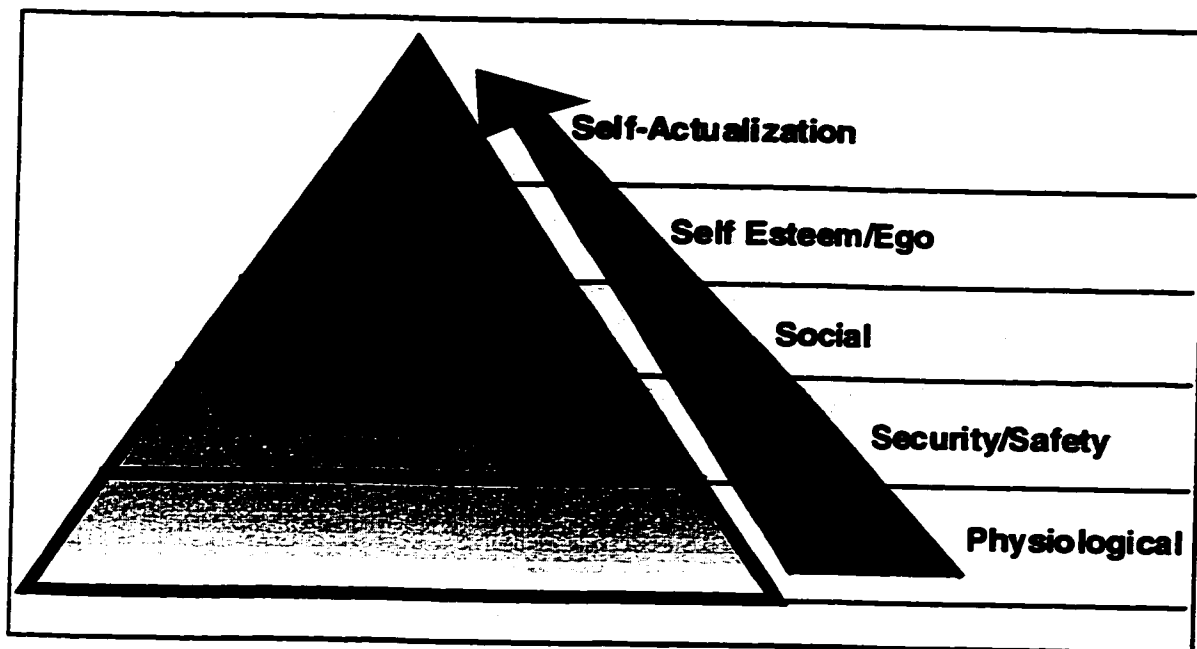 Self-Actualization
Self Esteem/Ego
Social
Security/Safety
Physiological